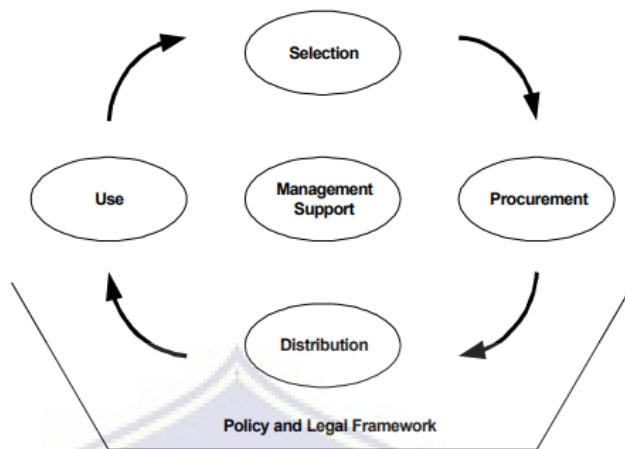 Selection
Use
Management
Support
Procurement
Distribution
Policy and Legal Framework